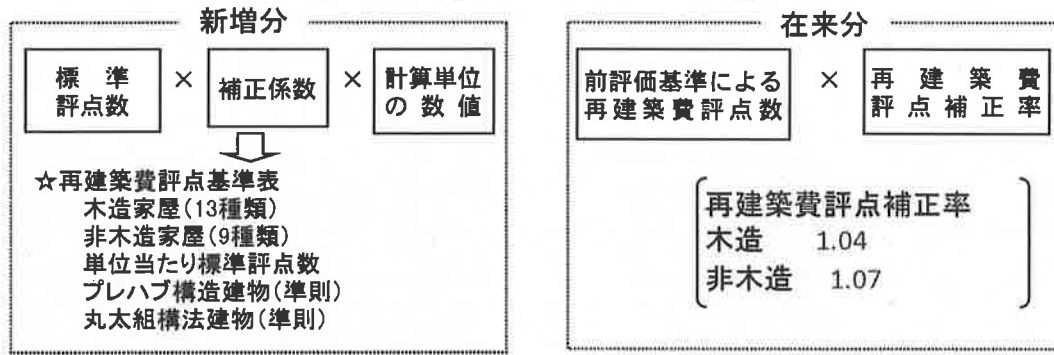 新増分
標準
評点数
×
補正係数
×
計算単位
の数値
☆再建築費評点基準表
木造家屋(13種類)
非木造家屋(9種類)
単位当たり標準評点数
プレハブ構造建物(準則)
丸太組構法建物(準則)
在来分
前評価基準による
再建築費評点数
×
再建築費
評点補正率
再建築費評点補正率
木造 1.04
非木造 1.07